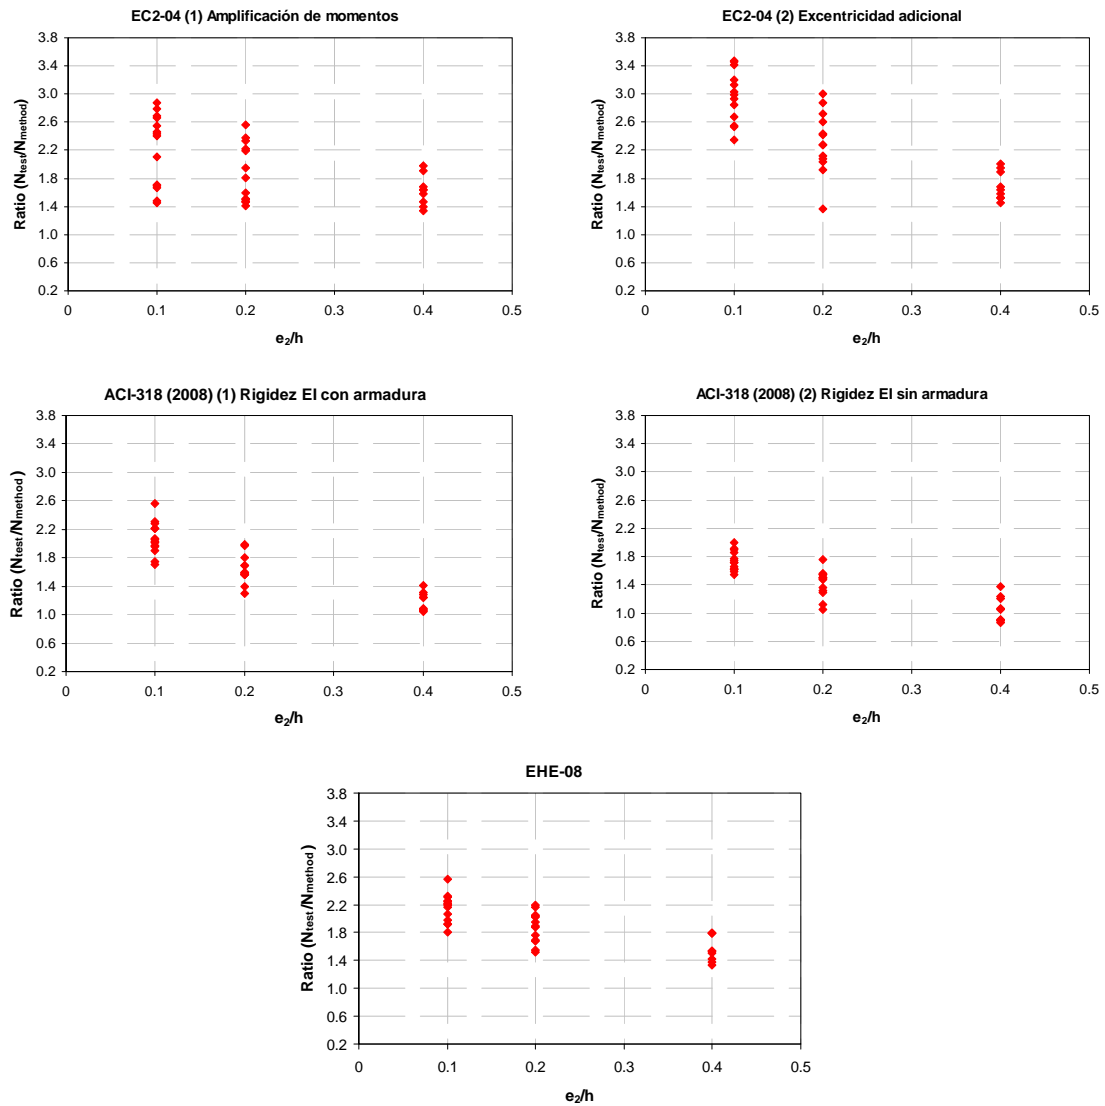 EC2-04 (1) Amplificación de momentos
3.8
3.4
3.0
2.6
2.2
1.8
1.4
1.0
0.6
0.2
0 0.1 0.2 0.3 0.4 0.5
Ratio (Ntest/Nmethod)
e2/h
EC2-04 (2) Excentricidad adicional
3.8
3.4
3.0
2.6
2.2
1.8
1.4
1.0
0.6
0.2
0 0.1 0.2 0.3 0.4 0.5
Ratio (Ntest/Nmethod)
e2/h
ACI-318 (2008) (1) Rigidez EI con armadura
3.8
3.4
3.0
2.6
2.2
1.8
1.4
1.0
0.6
0.2
0 0.1 0.2 0.3 0.4 0.5
Ratio (Ntest/Nmethod)
e2/h
ACI-318 (2008) (2) Rigidez EI sin armadura
3.8
3.4
3.0
2.6
2.2
1.8
1.4
1.0
0.6
0.2
0 0.1 0.2 0.3 0.4 0.5
Ratio (Ntest/Nmethod)
e2/h
EHE-08
3.8
3.4
3.0
2.6
2.2
1.8
1.4
1.0
0.6
0.2
0 0.1 0.2 0.3 0.4 0.5
Ratio (Ntest/Nmethod)
e2/h